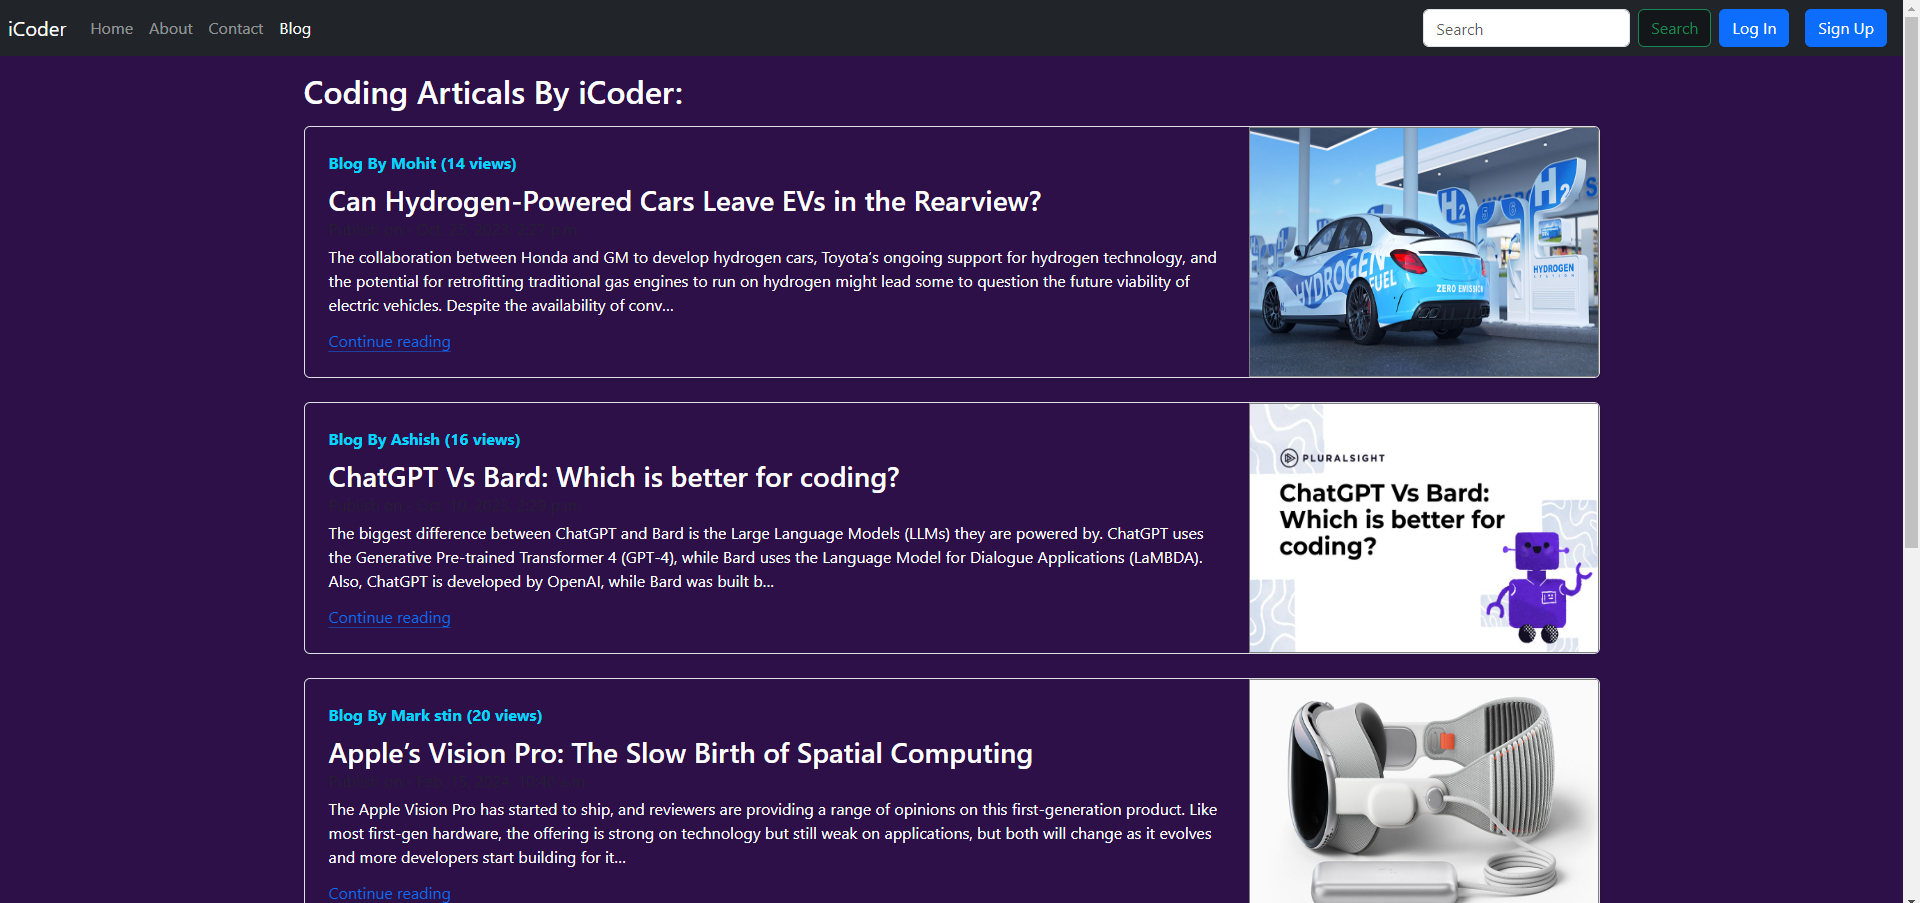 iCoder Home About Contact Blog Search Search Log In Sign Up
Coding Articals By iCoder:
Blog By Mohit (14 views)
Can Hydrogen-Powered Cars Leave EVs in the Rearview?
The collaboration between Honda and GM to develop hydrogen cars, Toyota’s ongoing support for hydrogen technology, and
the potential for retrofitting traditional gas engines to run on hydrogen might lead some to question the future viability of
electric vehicles. Despite the availability of conv...
Continue reading
H2
H2
HYDROGEN
HYDROGEN
FUEL
ZERO EMISSION
Blog By Ashish (16 views)
ChatGPT Vs Bard: Which is better for coding?
The biggest difference between ChatGPT and Bard is the Large Language Models (LLMs) they are powered by. ChatGPT uses
the Generative Pre-trained Transformer 4 (GPT-4), while Bard uses the Language Model for Dialogue Applications (LaMBDA).
Also, ChatGPT is developed by OpenAI, while Bard was built b...
Continue reading
PLURALSIGHT
ChatGPT Vs Bard:
Which is better for
coding?
Blog By Mark stin (20 views)
Apple’s Vision Pro: The Slow Birth of Spatial Computing
The Apple Vision Pro has started to ship, and reviewers are providing a range of opinions on this first-generation product. Like
most first-gen hardware, the offering is strong on technology but still weak on applications, but both will change as it evolves
and more developers start building for it...
Continue reading